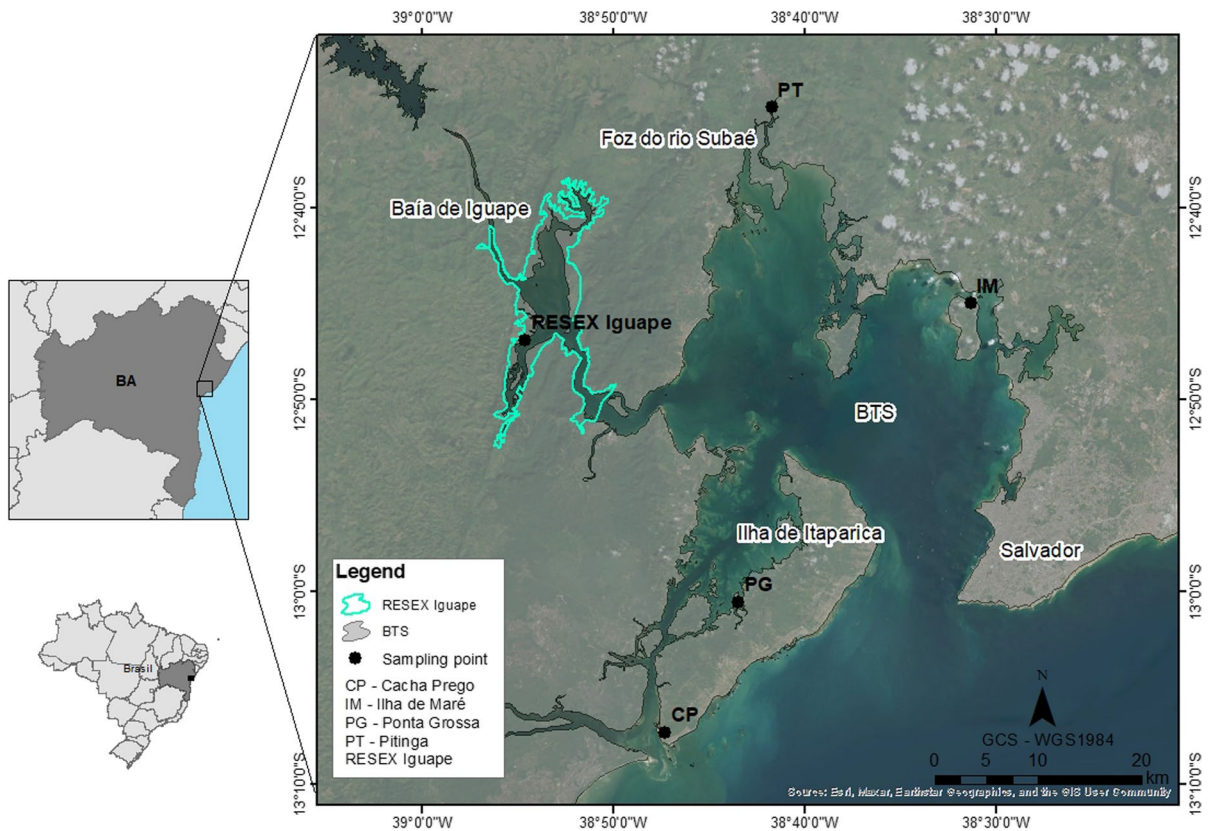 39°0'0"W 38°50'0"W 38°40'0"W 38°30'0"W
PT
Foz do rio Subaé
12°40'0"S 12°40'0"S
Baía de Iguape
IM
RESEX Iguape
BA
12°50'0"S 12°50'0"S
BTS
Ilha de Itaparica
Salvador
PG
13°0'0"S 13°0'0"S
Legend
RESEX Iguape
BTS
Sampling point
CP - Cacha Prego
IM - Ilha de Maré
PG - Ponta Grossa
PT - Pitinga
RESEX Iguape
Brasil
CP
N
GCS - WGS1984
0 5 10 20
km
13°10'0"S 13°10'0"S
Source: Esri, Maxar, Earthstar Geographics, and the GIS User Community
39°0'0"W 38°50'0"W 38°40'0"W 38°30'0"W